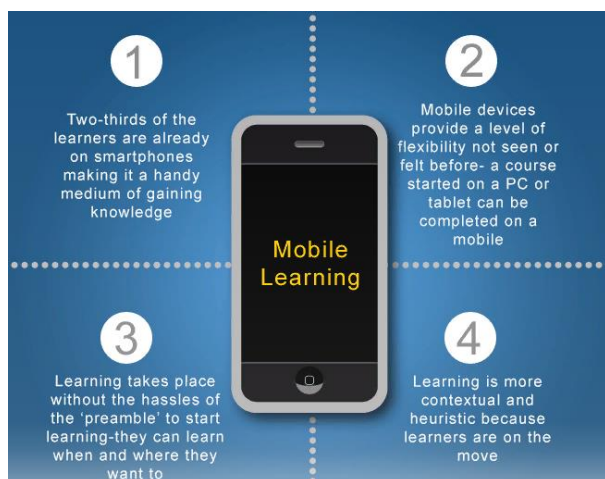 1
Two-thirds of the
learners are already
on smartphones
making it a handy
medium of gaining
knowledge
2
Mobile devices
provide a level of
flexibility not seen or
felt before- a course
started on a PC or
tablet can be
completed on a
mobile
Mobile
Learning
3
Learning takes place
without the hassles of
the ‘preamble’ to start
learning-they can learn
when and where they
want to
4
Learning is more
contextual and
heuristic because
learners are on the
move